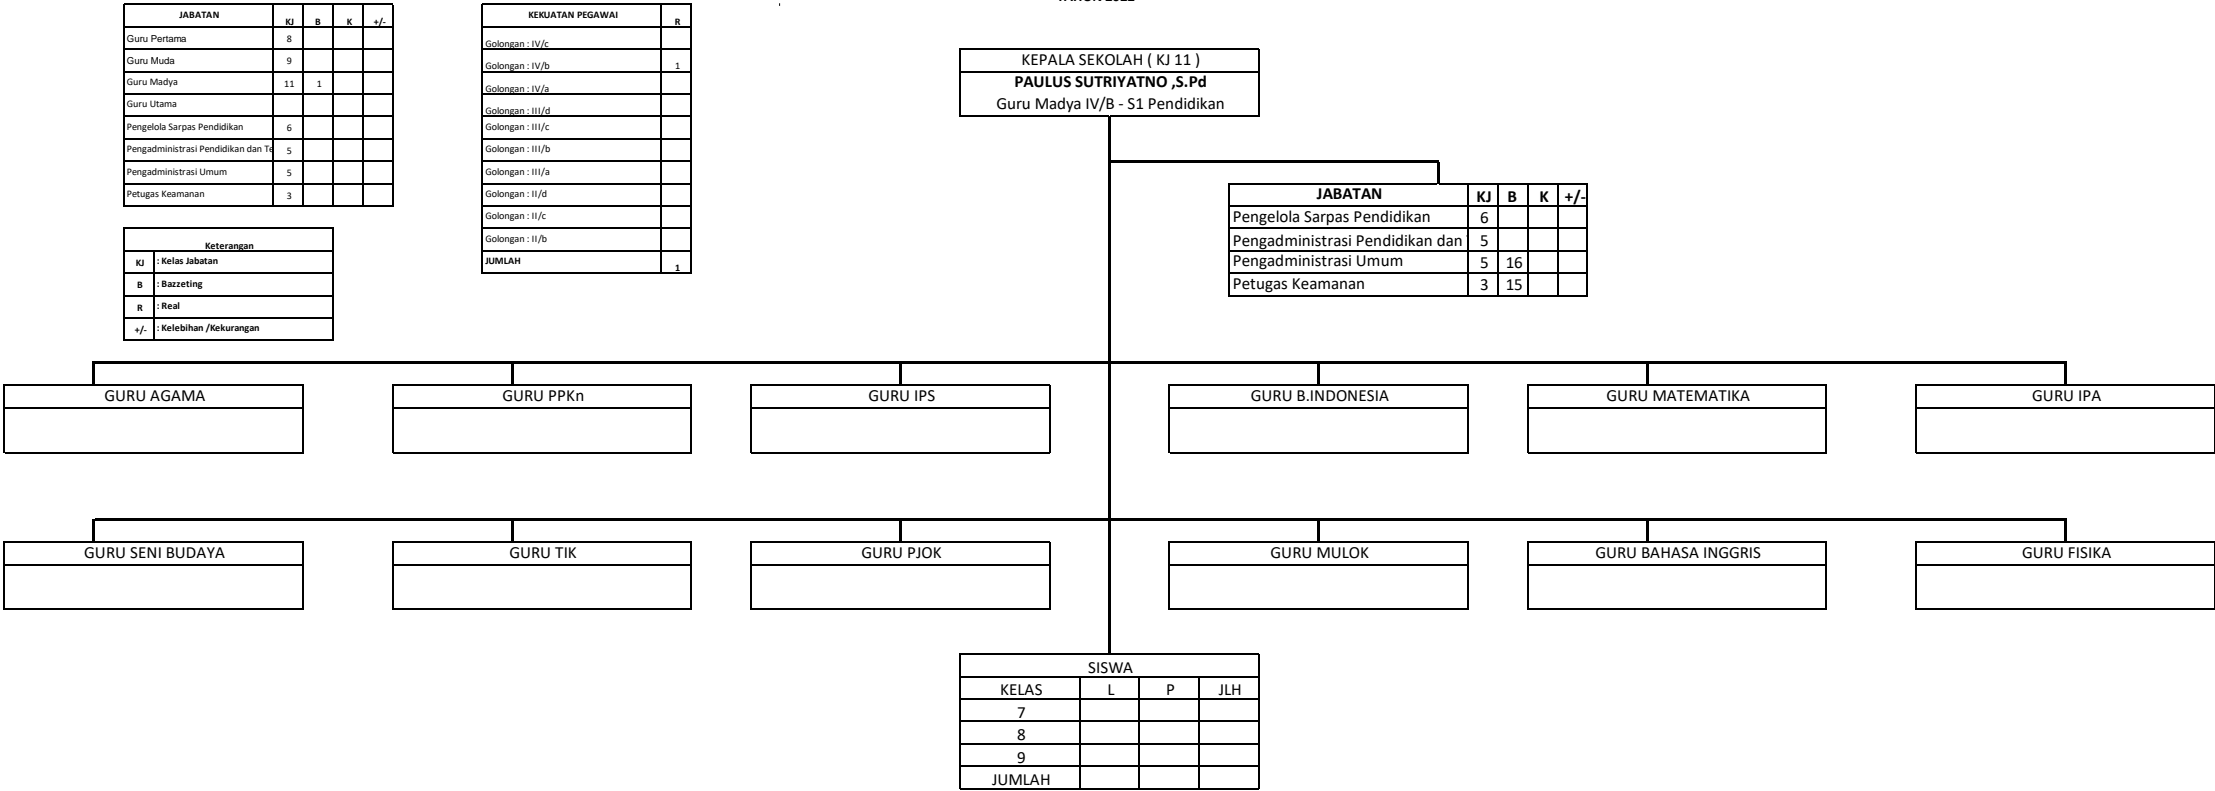 TAHUN 2022
JABATAN KJ B K +/-
Guru Pertama 8
Guru Muda 9
Guru Madya 11 1
Guru Utama
Pengelola Sarpas Pendidikan 6
Pengadministrasi Pendidikan dan Te 5
Pengadministrasi Umum 5
Petugas Keamanan 3
KEKUATAN PEGAWAI R
Golongan : IV/c
Golongan : IV/b 1
Golongan : IV/a
Golongan : III/d
Golongan : III/c
Golongan : III/b
Golongan : III/a
Golongan : II/d
Golongan : II/c
Golongan : II/b
JUMLAH 1
Keterangan
KJ : Kelas Jabatan
B : Bazzeting
R : Real
+/- : Kelebihan /Kekurangan
KEPALA SEKOLAH ( KJ 11 )
PAULUS SUTRIYATNO ,S.Pd
Guru Madya IV/B - S1 Pendidikan
JABATAN KJ B K +/-
Pengelola Sarpas Pendidikan 6
Pengadministrasi Pendidikan dan 5
Pengadministrasi Umum 5 16
Petugas Keamanan 3 15
GURU AGAMA GURU PPKn GURU IPS GURU B.INDONESIA GURU MATEMATIKA GURU IPA
GURU SENI BUDAYA GURU TIK GURU PJOK GURU MULOK GURU BAHASA INGGRIS GURU FISIKA
SISWA
KELAS L P JLH
7
8
9
JUMLAH